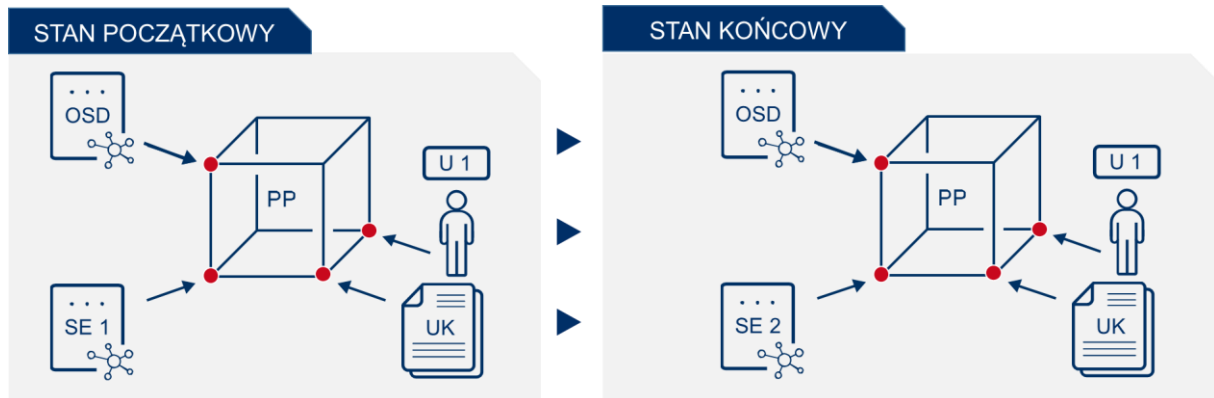 STAN POCZĄTKOWY
OSD
PP
U 1
SE 1
UK
STAN KOŃCOWY
OSD
PP
U 1
SE 2
UK